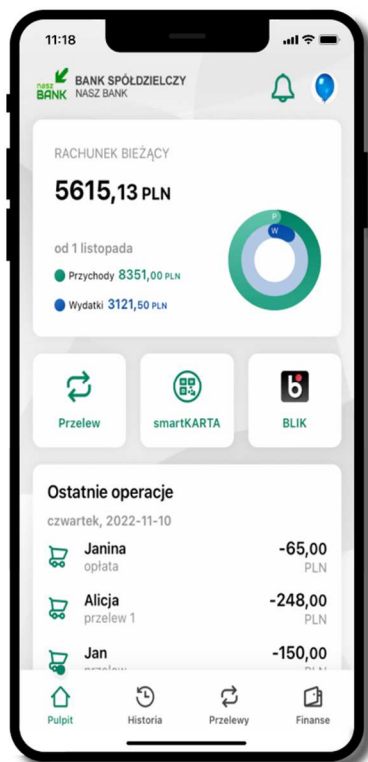 11:18
nasz
BANK
BANK SPÓŁDZIELCZY
NASZ BANK
RACHUNEK BIEŻĄCY
5615,13 PLN
od 1 listopada
Przychody 8351,00 PLN
Wydatki 3121,50 PLN
P
W
Przelew
smartKARTA
BLIK
b
Ostatnie operacje
czwartek, 2022-11-10
Janina
-65,00
opłata
PLN
Alicja
-248,00
przelew 1
PLN
Jan
-150,00
Pulpit
Historia
Przelewy
Finanse